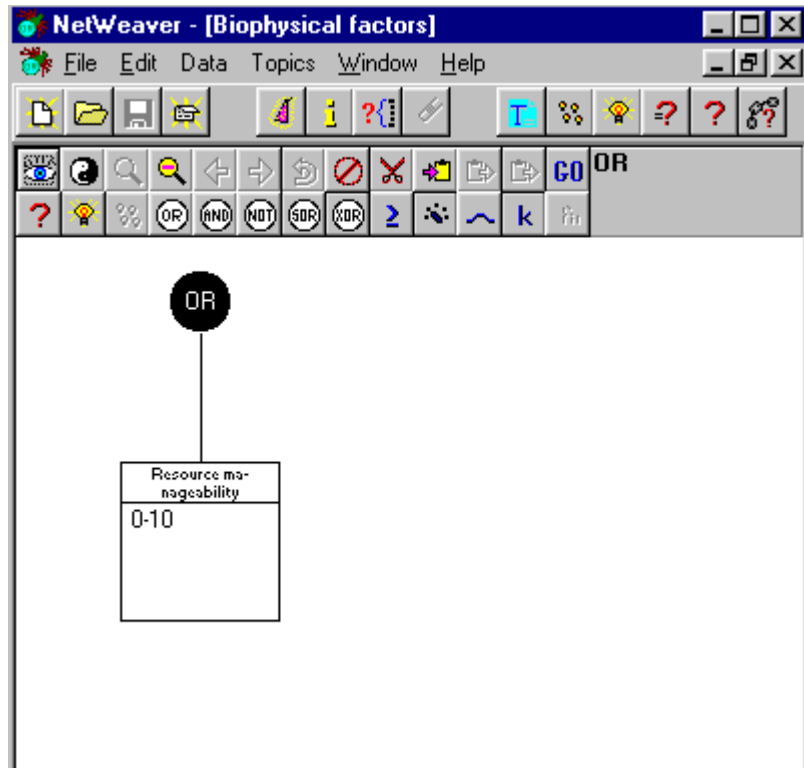 NetWeaver - [Biophysical factors]
File Edit Data Topics Window Help
i ?{ T =? ? ?
GO OR
? OR AND NOT SOR XOR ≥ k
OR
Resource ma-
nageability
0-10